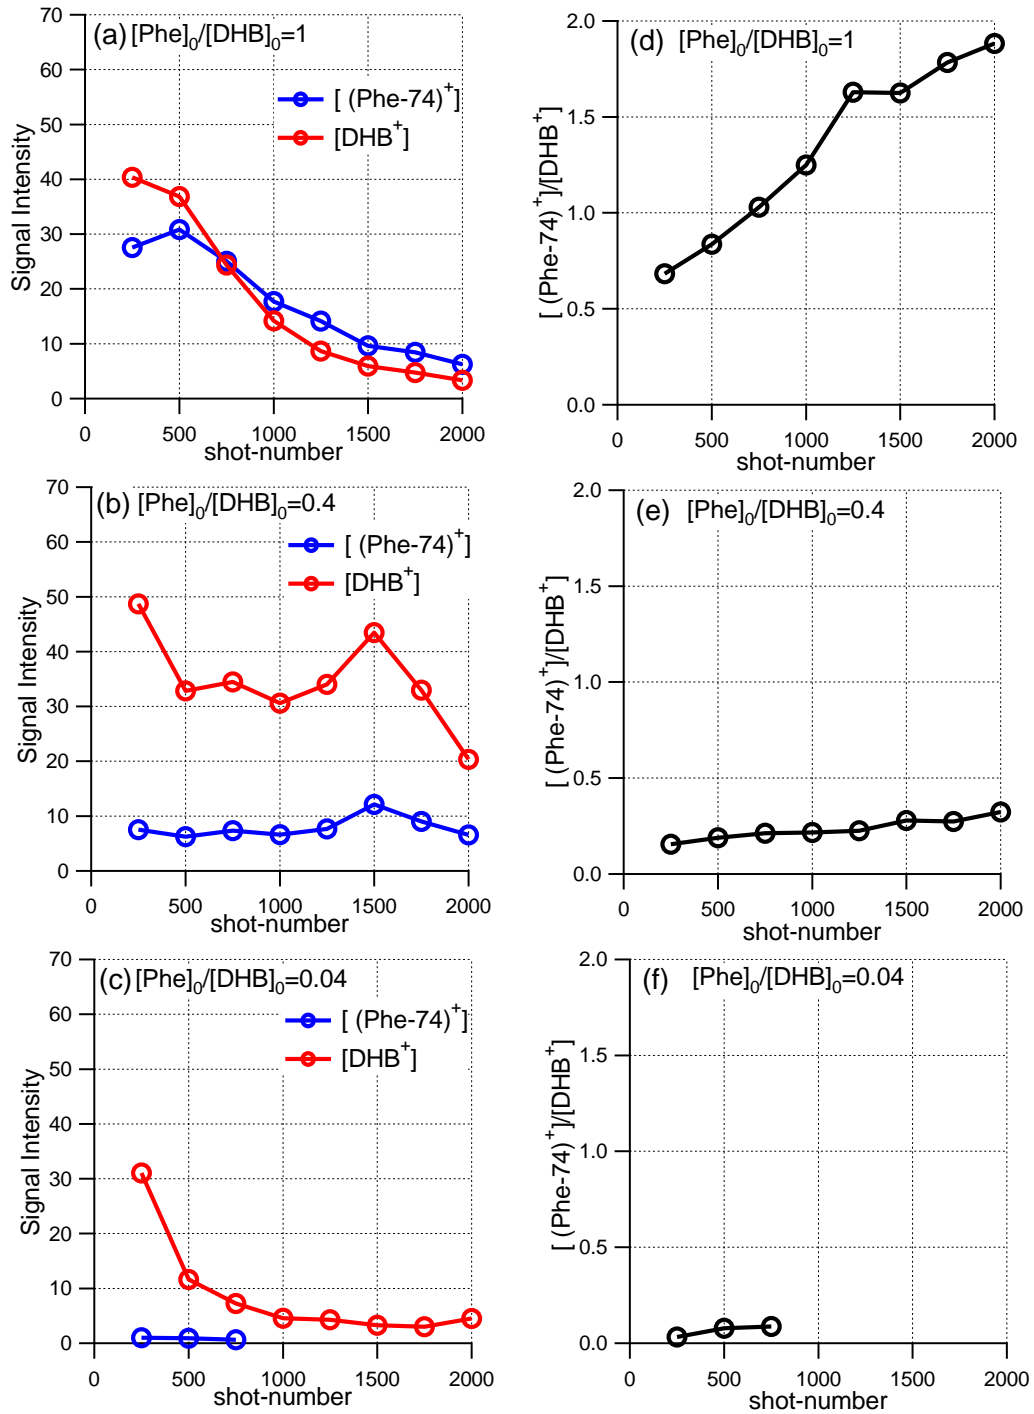 (a) [Phe]₀/[DHB]₀=1
[ (Phe-74)⁺]
[DHB⁺]
Signal Intensity
70
60
50
40
30
20
10
0
0 500 1000 1500 2000
shot-number
(d) [Phe]₀/[DHB]₀=1
[ (Phe-74)⁺]/[DHB⁺]
2.0
1.5
1.0
0.5
0.0
0 500 1000 1500 2000
shot-number
(b) [Phe]₀/[DHB]₀=0.4
[ (Phe-74)⁺]
[DHB⁺]
Signal Intensity
70
60
50
40
30
20
10
0
0 500 1000 1500 2000
shot-number
(e) [Phe]₀/[DHB]₀=0.4
[ (Phe-74)⁺]/[DHB⁺]
2.0
1.5
1.0
0.5
0.0
0 500 1000 1500 2000
shot-number
(c) [Phe]₀/[DHB]₀=0.04
[ (Phe-74)⁺]
[DHB⁺]
Signal Intensity
70
60
50
40
30
20
10
0
0 500 1000 1500 2000
shot-number
(f) [Phe]₀/[DHB]₀=0.04
[ (Phe-74)⁺]/[DHB⁺]
2.0
1.5
1.0
0.5
0.0
0 500 1000 1500 2000
shot-number